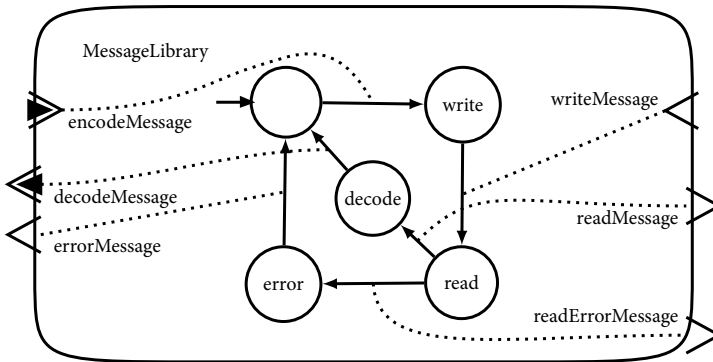 MessageLibrary
writeMessage
write
encodeMessage
decodeMessage
decode
readMessage
errorMessage
error
read
readErrorMessage